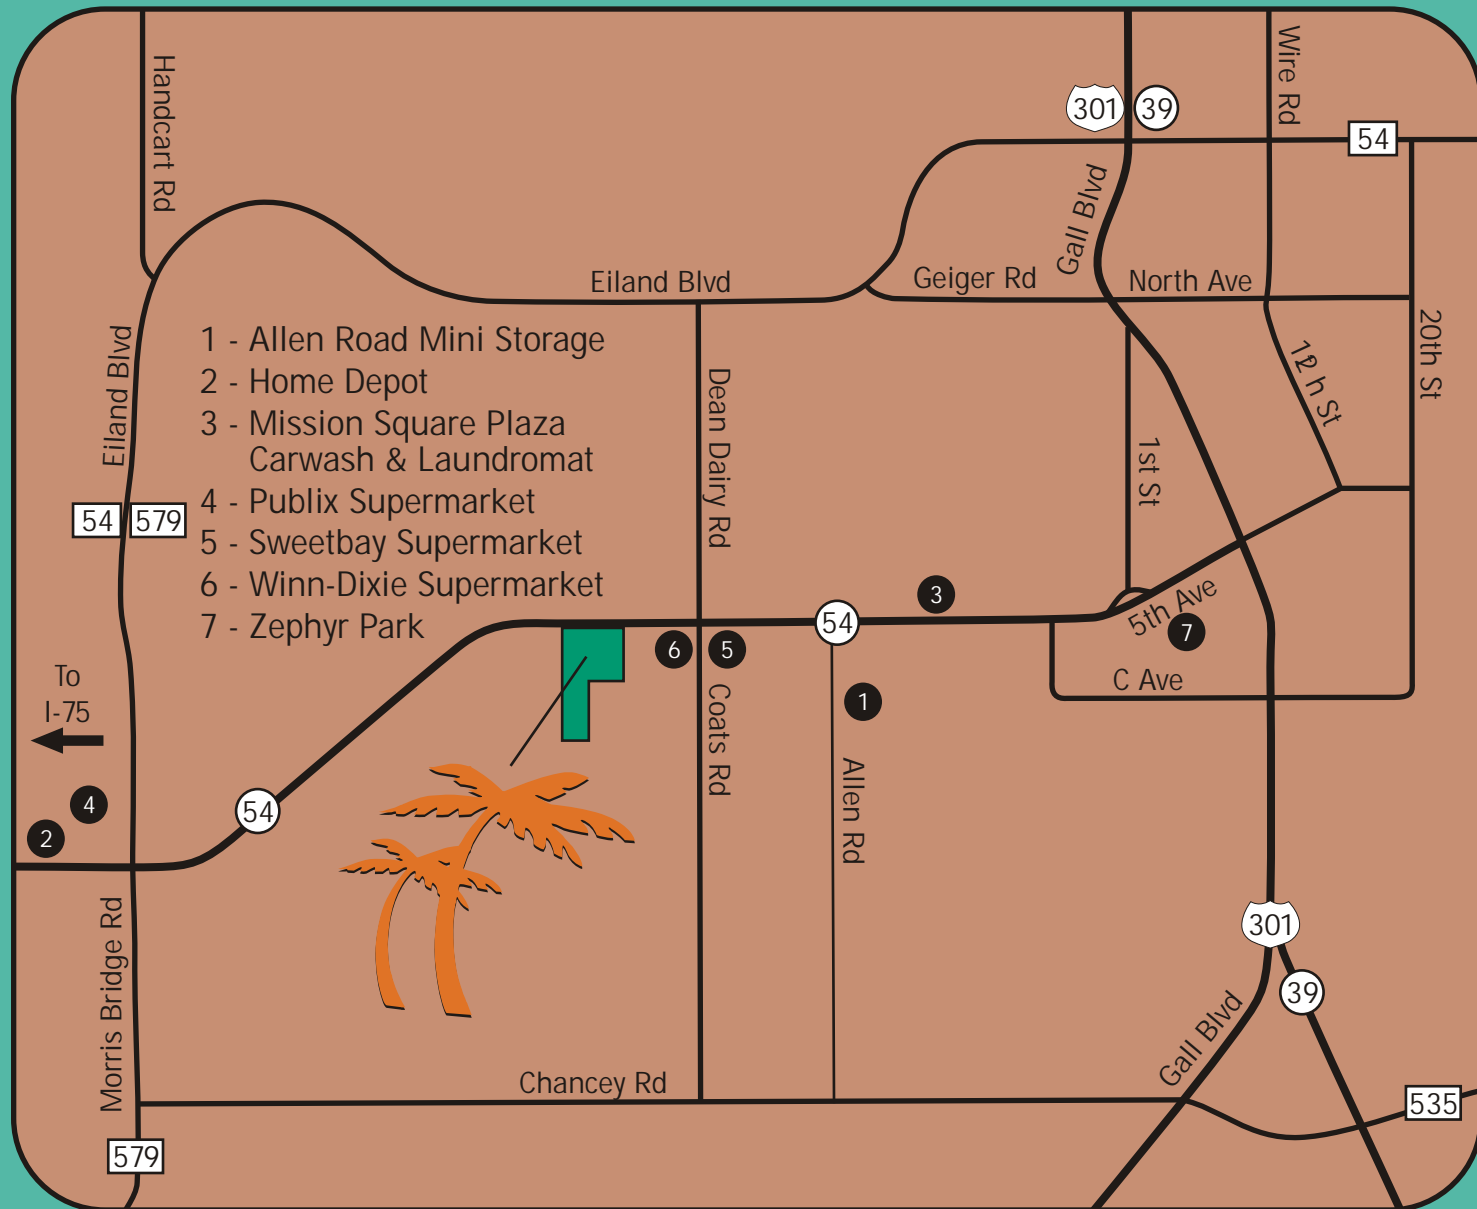 Handcart Rd
301
39
Wire Rd
54
Gall Blvd
Eiland Blvd
Geiger Rd
North Ave
20th St
1 - Allen Road Mini Storage
2 - Home Depot
3 - Mission Square Plaza
Carwash & Laundromat
4 - Publix Supermarket
5 - Sweetbay Supermarket
6 - Winn-Dixie Supermarket
7 - Zephyr Park
Eiland Blvd
54
579
Dean Dairy Rd
1st St
12th St
3
54
5th Ave
7
6
5
C Ave
To
I-75
1
Coats Rd
Allen Rd
4
2
54
Morris Bridge Rd
301
39
Gall Blvd
Chancey Rd
535
579